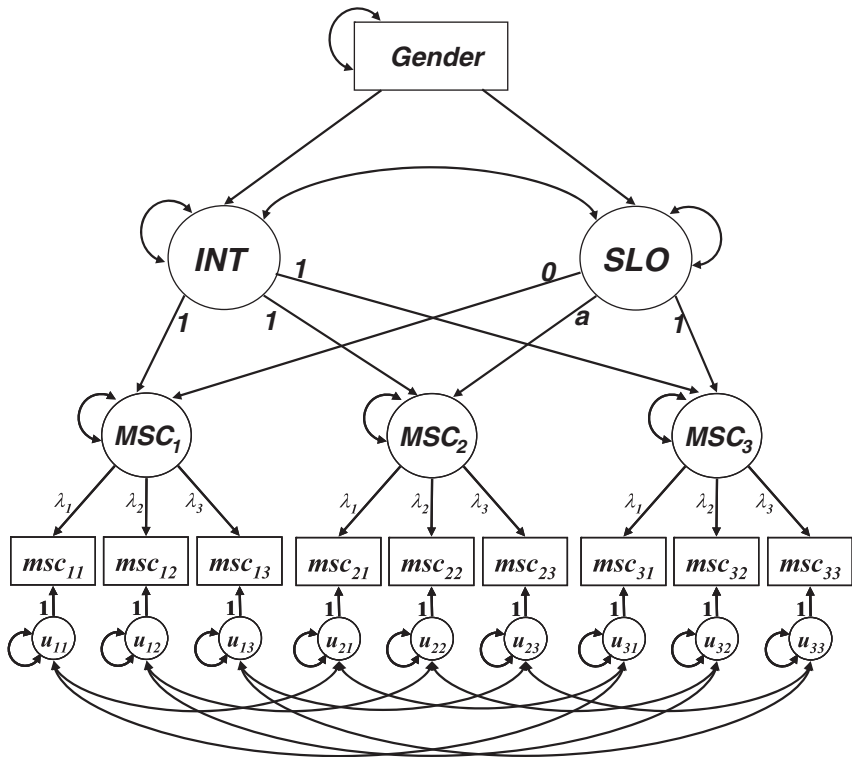 Gender
INT SLO
1 0
1 1 a 1
MSC₁ MSC₂ MSC₃
λ₁ λ₂ λ₃ λ₁ λ₂ λ₃ λ₁ λ₂ λ₃
msc₁₁ msc₁₂ msc₁₃ msc₂₁ msc₂₂ msc₂₃ msc₃₁ msc₃₂ msc₃₃
1 1 1 1 1 1 1 1 1
u₁₁ u₁₂ u₁₃ u₂₁ u₂₂ u₂₃ u₃₁ u₃₂ u₃₃